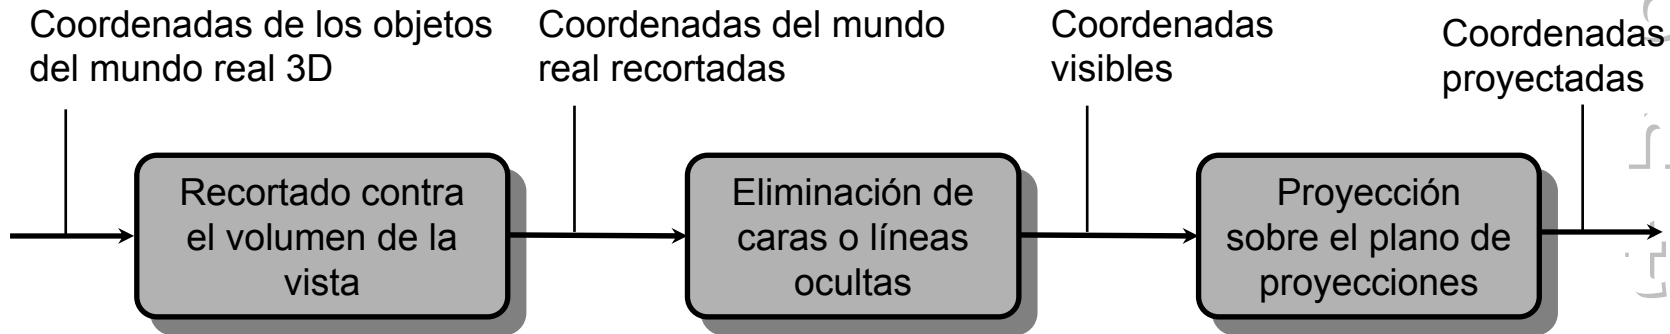 Coordenadas de los objetos
del mundo real 3D
Coordenadas del mundo
real recortadas
Coordenadas
visibles
Coordenadas
proyectadas
Recortado contra
el volumen de la
vista
Eliminación de
caras o líneas
ocultas
Proyección
sobre el plano de
proyecciones